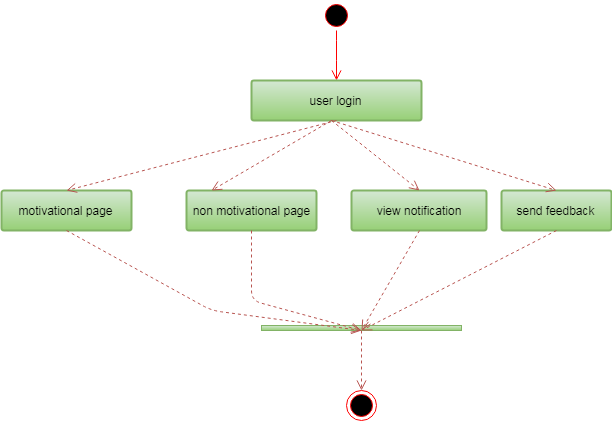 user login
motivational page
non motivational page
view notification
send feedback